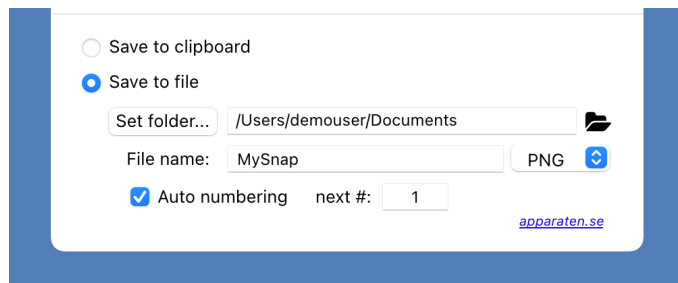 Save to clipboard
Save to file
Set folder... /Users/demouser/Documents
File name: MySnap PNG
Auto numbering next #: 1
apparaten.se